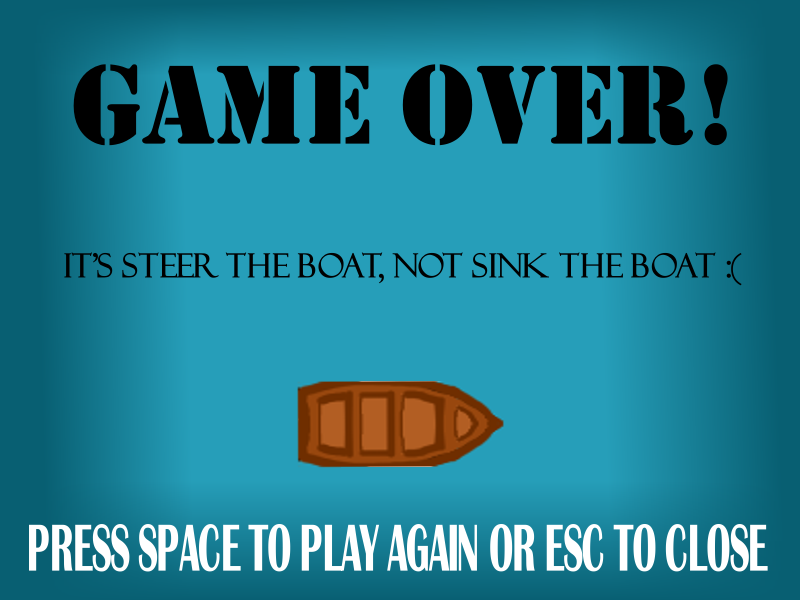 GAME OVER!
IT'S STEER THE BOAT, NOT SINK THE BOAT :(
PRESS SPACE TO PLAY AGAIN OR ESC TO CLOSE